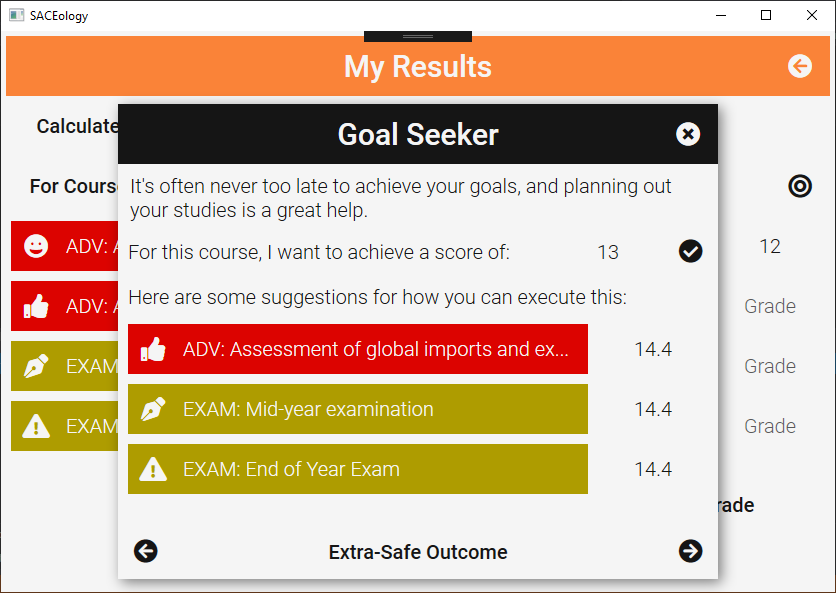 SACEology
My Results
Calculate
Goal Seeker
It's often never too late to achieve your goals, and planning out
your studies is a great help.
For Cours
For this course, I want to achieve a score of: 13
ADV: A
12
Here are some suggestions for how you can execute this:
ADV: A
Grade
ADV: Assessment of global imports and ex... 14.4
EXAM
Grade
EXAM: Mid-year examination 14.4
EXAM
Grade
EXAM: End of Year Exam 14.4
rade
Extra-Safe Outcome